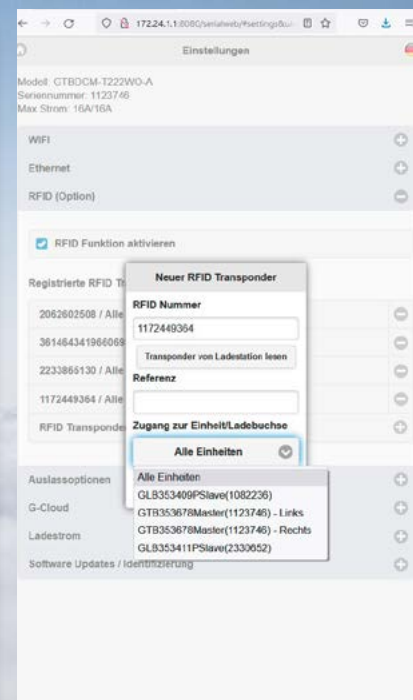 172.24.1.1:8080/serialweb/#settings&ui-
Einstellungen
Modell: GTBDCM-T222WO-A
Seriennummer: 1123746
Max Strom: 16A/16A
WIFI
Ethernet
RFID (Option)
RFID Funktion aktivieren
Registrierte RFID Tr
2062602508 / Alle
361464341966069
2233865130 / Alle
1172449364 / Alle
RFID Transponde
Neuer RFID Transponder
RFID Nummer
1172449364
Transponder von Ladestation lesen
Referenz
Zugang zur Einheit/Ladebuchse
Alle Einheiten
Alle Einheiten
GLB353409PSlave(1082236)
GTB353678Master(1123746) - Links
GTB353678Master(1123746) - Rechts
GLB353411PSlave(2330652)
Auslassoptionen
G-Cloud
Ladestrom
Software Updates / Identifizierung